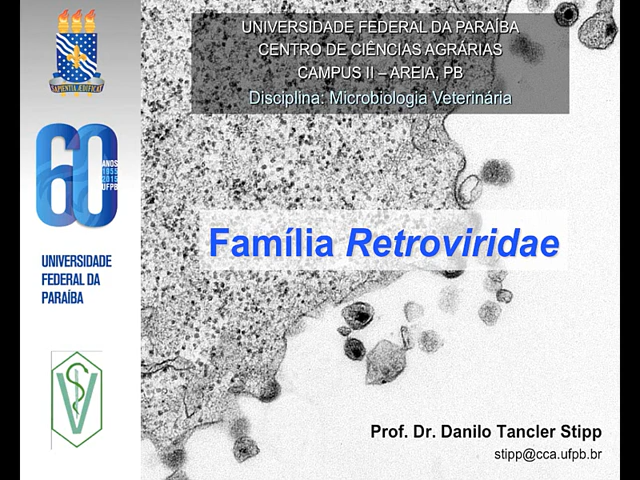 UNIVERSIDADE FEDERAL DA PARAÍBA
CENTRO DE CIÊNCIAS AGRÁRIAS
CAMPUS II – AREIA, PB
Disciplina: Microbiologia Veterinária
SAPIENTIA ÆDIFICAT
60
ANOS
1955
2015
UFPB
UNIVERSIDADE
FEDERAL DA
PARAÍBA
Família Retroviridae
V
Prof. Dr. Danilo Tancler Stipp
stipp@cca.ufpb.br